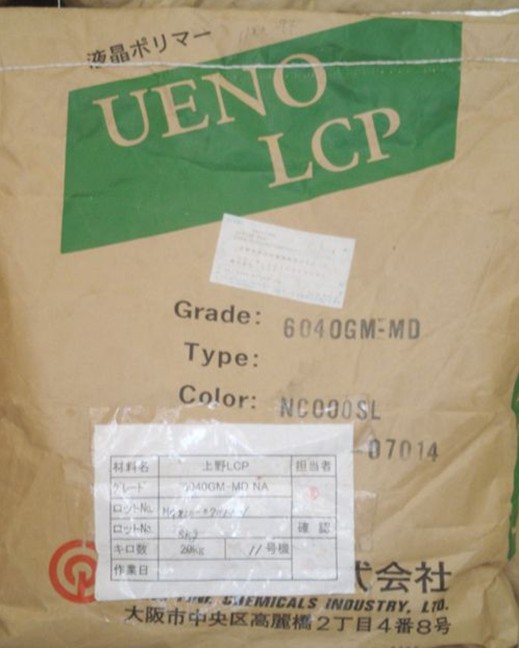 液晶ポリマー
UENO
LCP
Grade: 6040GM-MD
Type:
Color: NC000SL
07014
材料名 上野LCP 担当者
グレード 6040GM-MD NA
ロットNo.
ロットNo. 確認
キロ数 20kg 11号機
作業日
式会社
CHEMICALS INDUSTRY, LTD.
大阪市中央区高麗橋2丁目4番8号